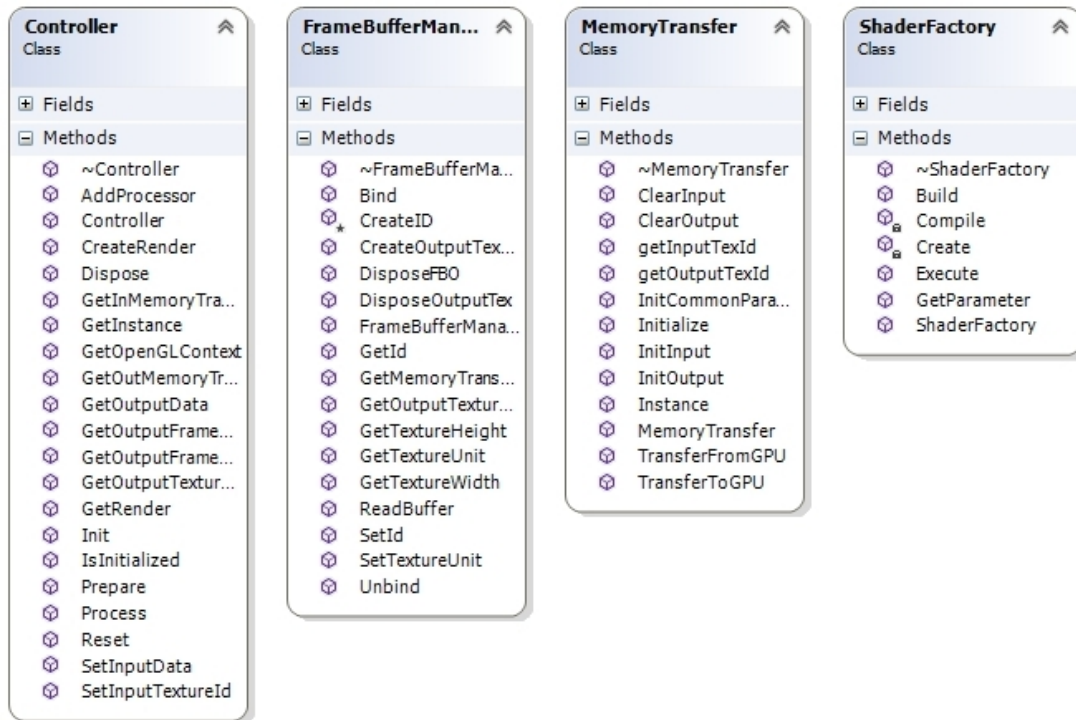 Controller
Class
Fields
Methods
~Controller
AddProcessor
Controller
CreateRender
Dispose
GetInMemoryTra...
GetInstance
GetOpenGLContext
GetOutMemoryTr...
GetOutputData
GetOutputFrame...
GetOutputFrame...
GetOutputTextur...
GetRender
Init
IsInitialized
Prepare
Process
Reset
SetInputData
SetInputTextureId
FrameBufferMan...
Class
Fields
Methods
~FrameBufferMa...
Bind
CreateID
CreateOutputTex...
DisposeFBO
DisposeOutputTex
FrameBufferMana...
GetId
GetMemoryTrans...
GetOutputTextur...
GetTextureHeight
GetTextureUnit
GetTextureWidth
ReadBuffer
SetId
SetTextureUnit
Unbind
MemoryTransfer
Class
Fields
Methods
~MemoryTransfer
ClearInput
ClearOutput
getInputTexId
getOutputTexId
InitCommonPara...
Initialize
InitInput
InitOutput
Instance
MemoryTransfer
TransferFromGPU
TransferToGPU
ShaderFactory
Class
Fields
Methods
~ShaderFactory
Build
Compile
Create
Execute
GetParameter
ShaderFactory